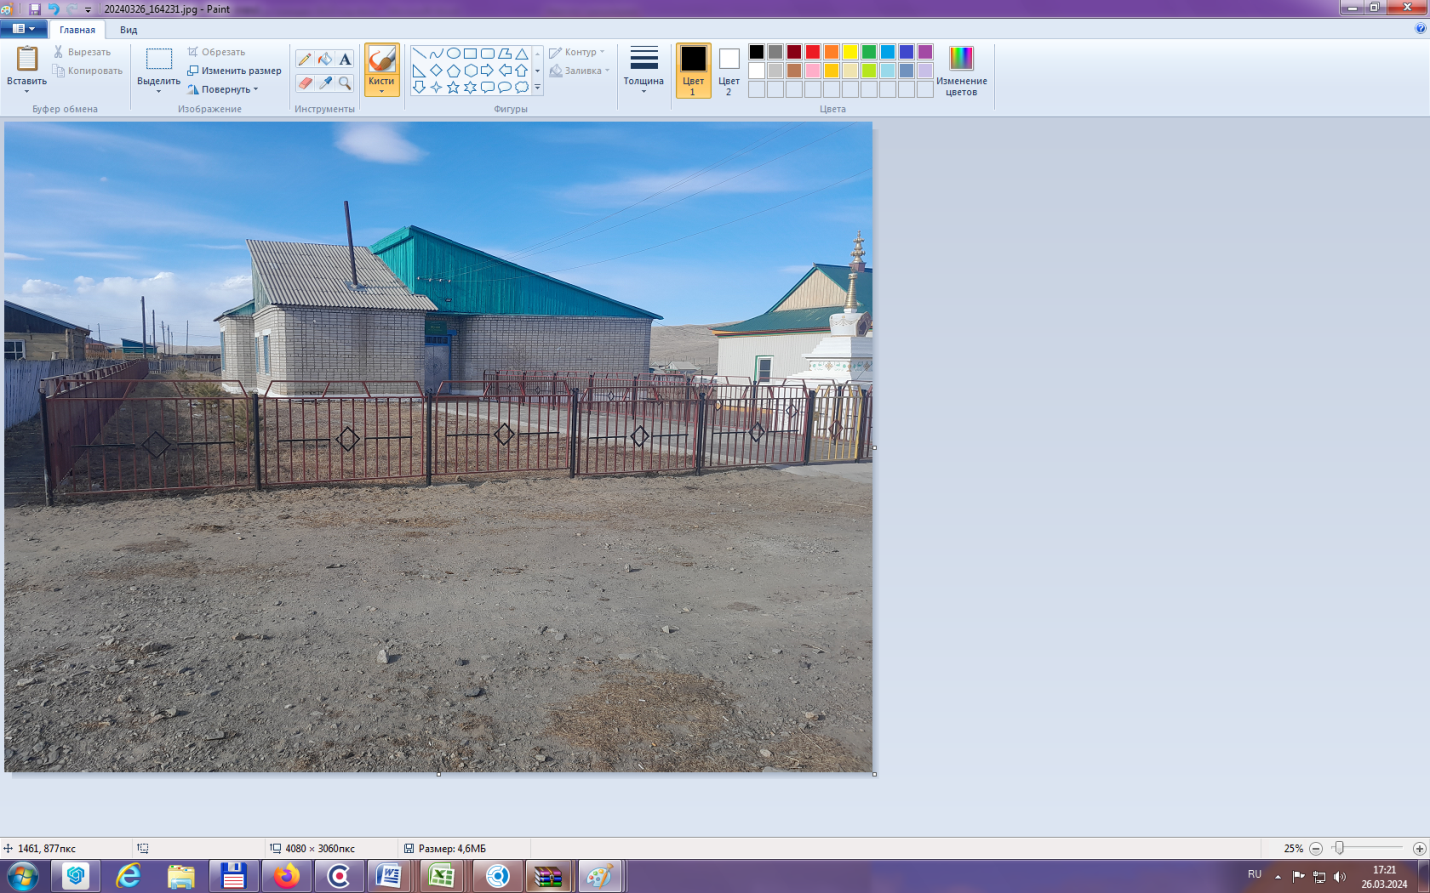 20240326_164231.jpg - Paint
Главная
Вид
Вставить
Вырезать
Копировать
Буфер обмена
Выделить
Обрезать
Изменить размер
Повернуть
Изображение
A
Инструменты
Кисти
Контур
Заливка
Фигуры
Толщина
Цвет
1
Цвет
2
Изменение
цветов
Цвета
1461, 877пкс
4080 × 3060пкс
Размер: 4,6МБ
25%
RU
17:21
26.03.2024